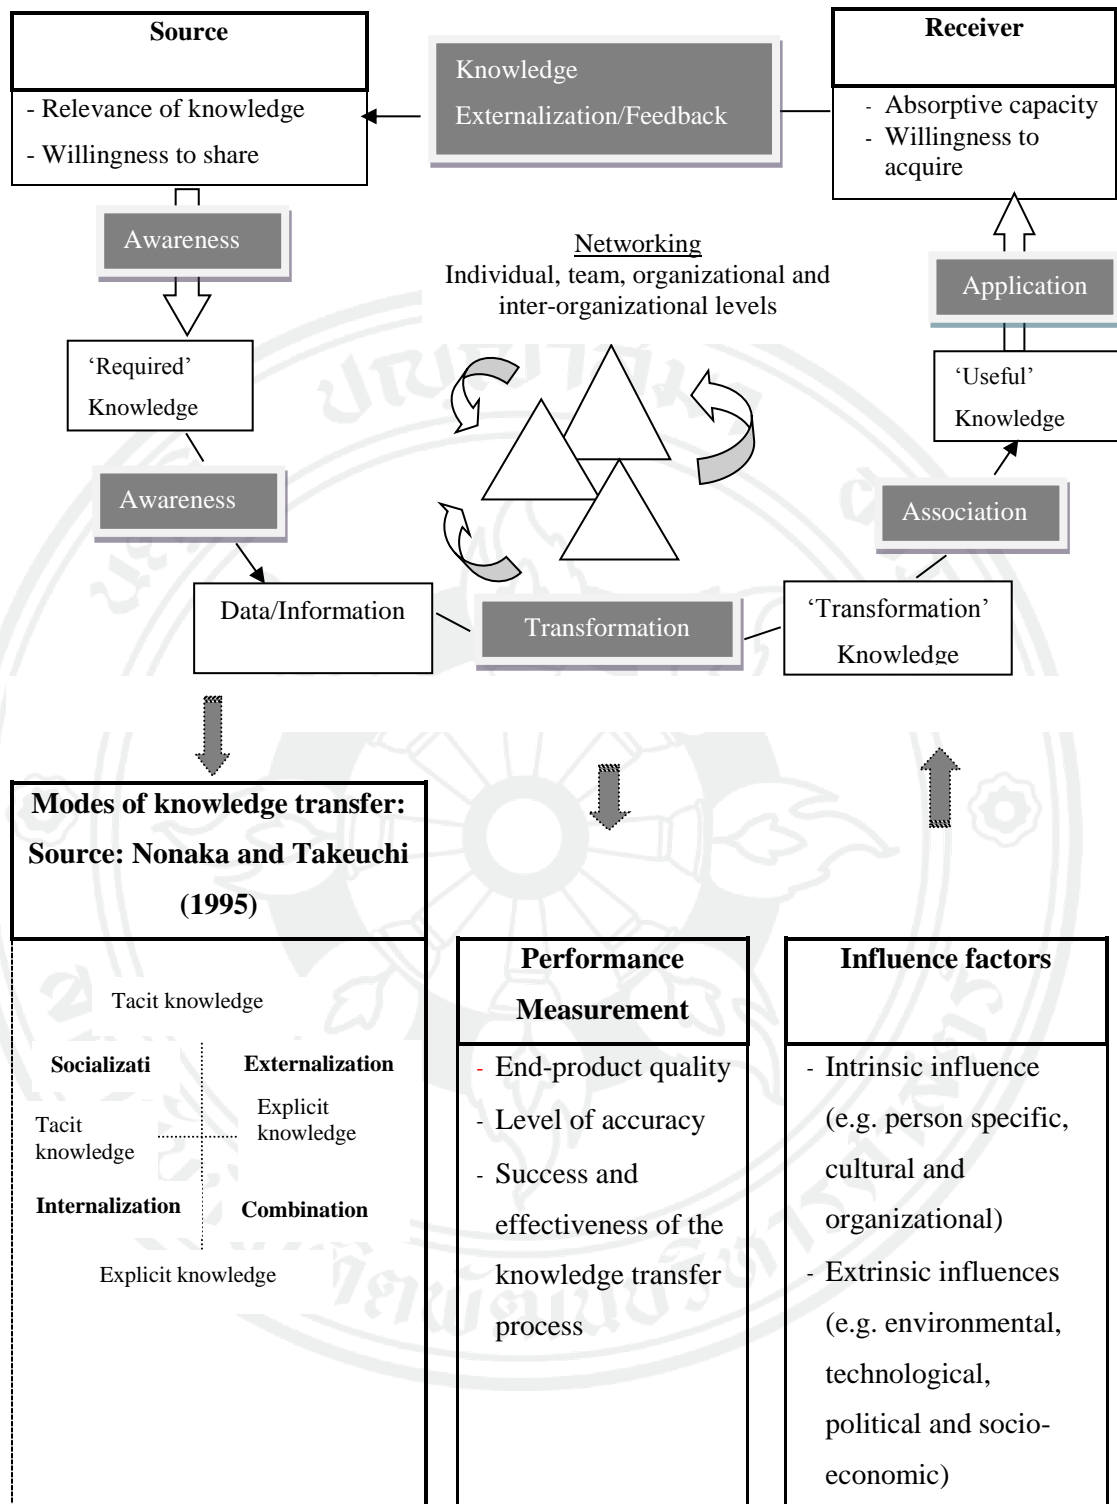 Source
- Relevance of knowledge
- Willingness to share
Knowledge
Externalization/Feedback
Receiver
- Absorptive capacity
- Willingness to
acquire
Awareness
Networking
Individual, team, organizational and
inter-organizational levels
Application
‘Required’
Knowledge
‘Useful’
Knowledge
Awareness
Association
Data/Information
Transformation
‘Transformation’
Knowledge
Modes of knowledge transfer:
Source: Nonaka and Takeuchi
(1995)
Tacit knowledge
Socializati
Externalization
Tacit
knowledge
Explicit
knowledge
Internalization
Combination
Explicit knowledge
Performance
Measurement
- End-product quality
- Level of accuracy
- Success and
effectiveness of the
knowledge transfer
process
Influence factors
- Intrinsic influence
(e.g. person specific,
cultural and
organizational)
- Extrinsic influences
(e.g. environmental,
technological,
political and socio-
economic)